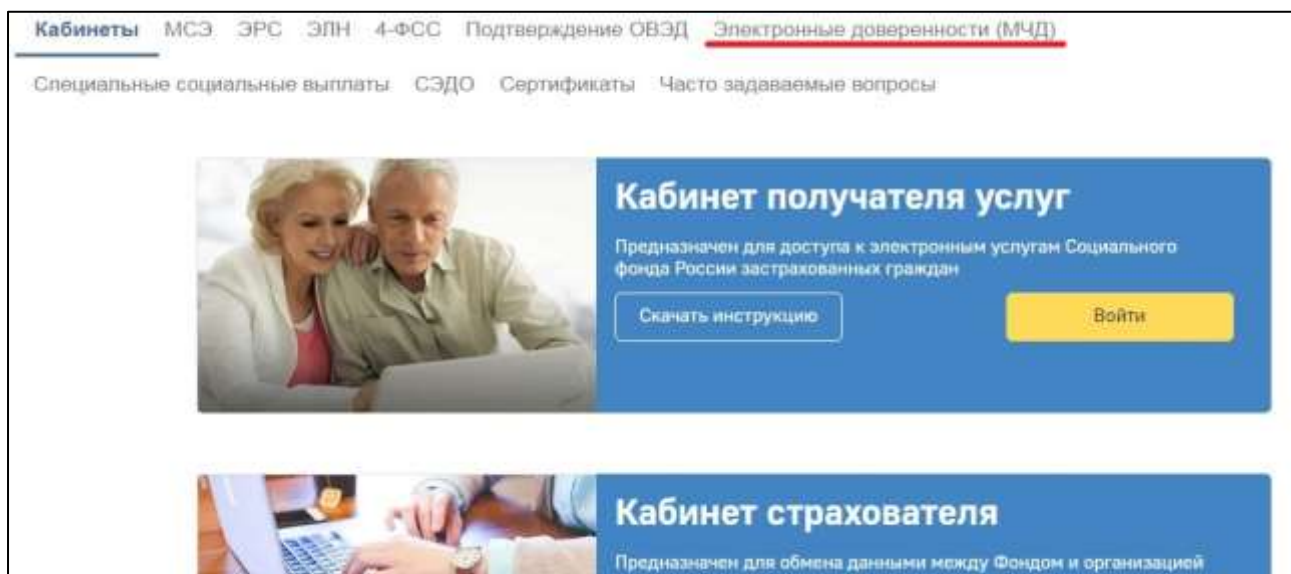 Кабинеты МСЭ ЭРС ЭЛН 4-ФСС Подтверждение ОВЭД Электронные доверенности (МЧД)
Специальные социальные выплаты СЭДО Сертификаты Часто задаваемые вопросы
Кабинет получателя услуг
Предназначен для доступа к электронным услугам Социального
фонда России застрахованных граждан
Скачать инструкцию Войти
Кабинет страхователя
Предназначен для обмена данными между Фондом и организацией